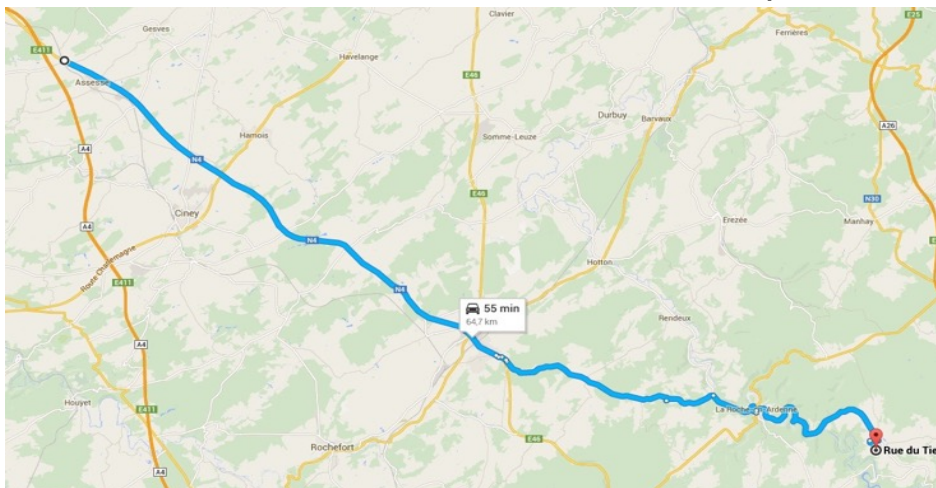 Clavier
E25
Gesves
Ferrières
E411
Havelange
Assesse
E46
Durbuy
Barvaux
A26
Hamois
Somme-Leuze
A4
N4
E46
N30
Ciney
Erezée
Manhay
A4
N4
Route Charlemagne
Hotton
E411
N4
55 min
64,7 km
Rendeux
A4
Houyet
E411
La Roche-en-Ardenne
E46
Rochefort
Rue du Tie
A4